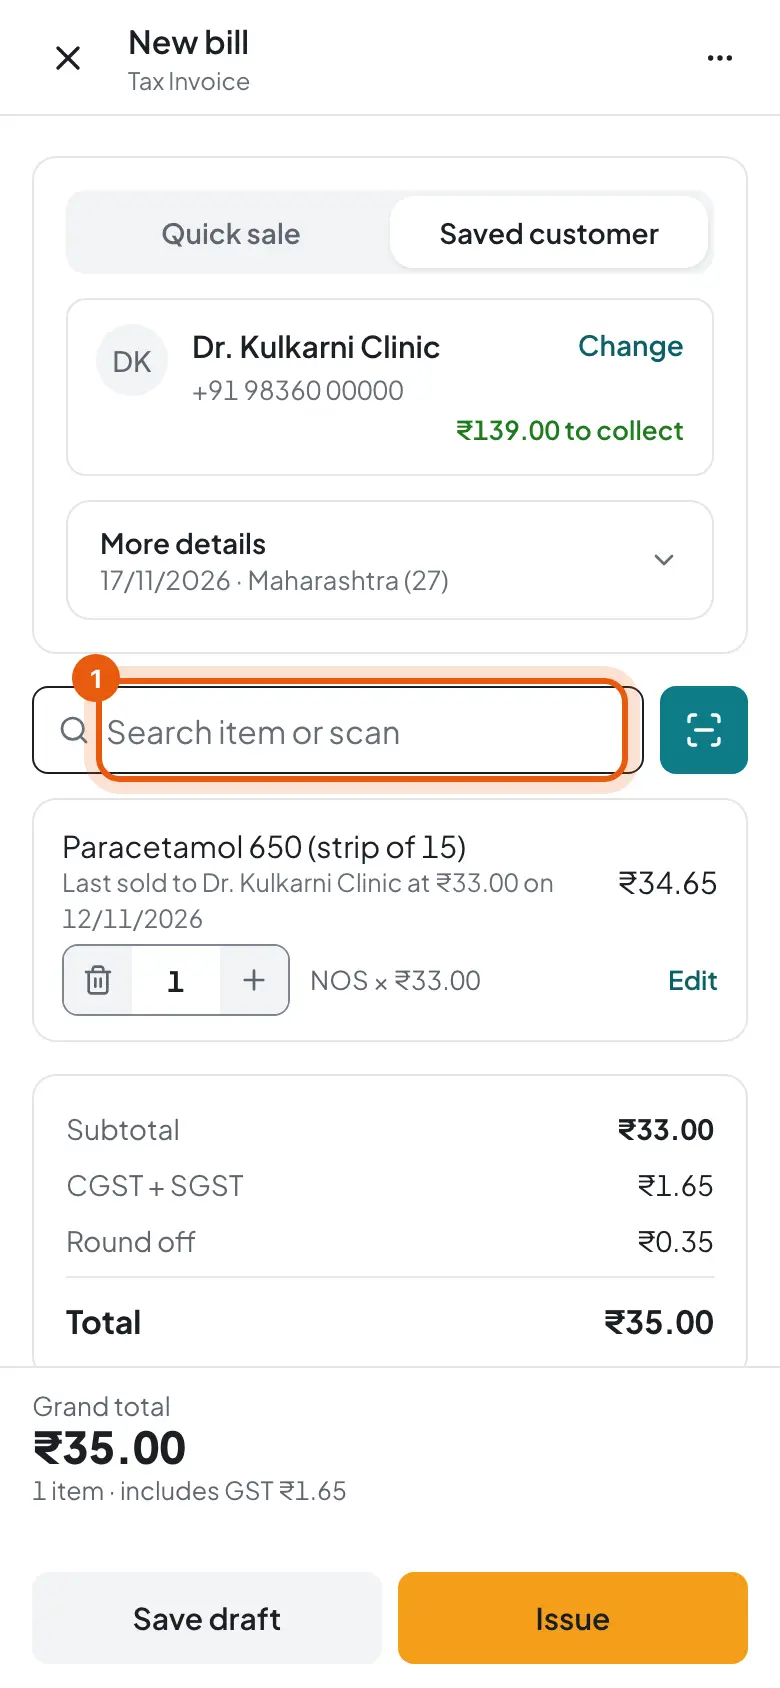 New bill
Tax Invoice
Quick sale
Saved customer
DK
Dr. Kulkarni Clinic
Change
+91 98360 00000
₹139.00 to collect
More details
17/11/2026 · Maharashtra (27)
1
Search item or scan
Paracetamol 650 (strip of 15)
Last sold to Dr. Kulkarni Clinic at ₹33.00 on
12/11/2026
₹34.65
1
NOS × ₹33.00
Edit
Subtotal
₹33.00
CGST + SGST
₹1.65
Round off
₹0.35
Total
₹35.00
Grand total
₹35.00
1 item · includes GST ₹1.65
Save draft
Issue